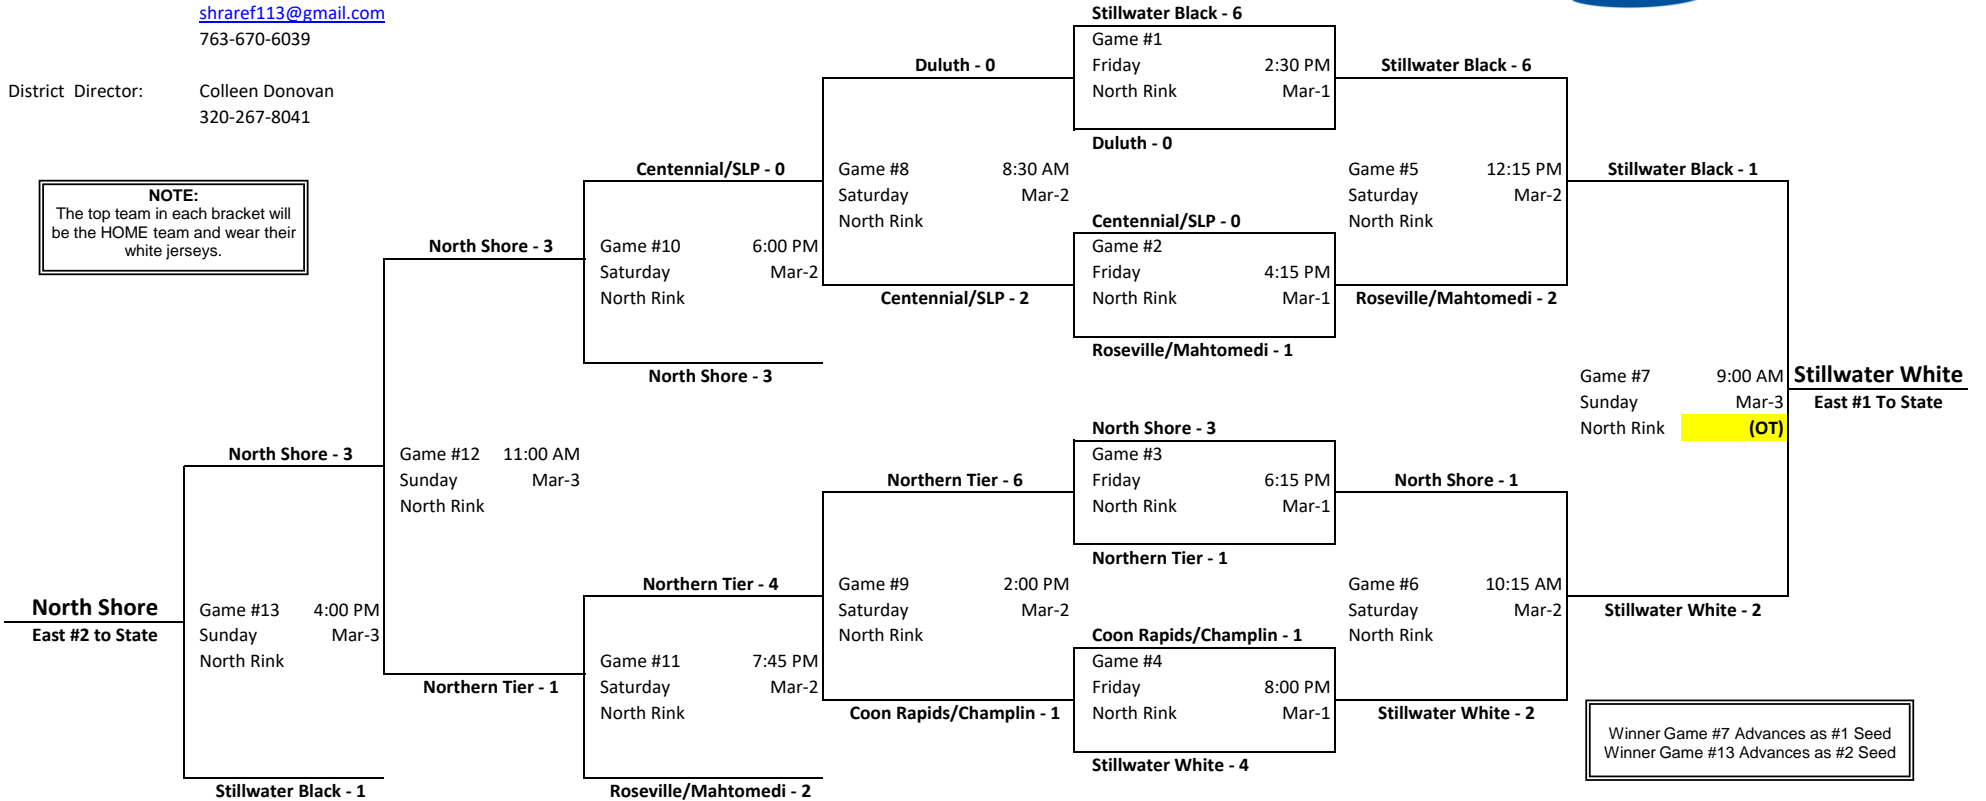 shraref113@gmail.com
763-670-6039
District Director: Colleen Donovan
320-267-8041
NOTE:
The top team in each bracket will
be the HOME team and wear their
white jerseys.
North Shore
East #2 to State
North Shore - 3
Game #13 4:00 PM
Sunday Mar-3
North Rink
Stillwater Black - 1
North Shore - 3
Game #12 11:00 AM
Sunday Mar-3
North Rink
Northern Tier - 1
Centennial/SLP - 0
Game #10 6:00 PM
Saturday Mar-2
North Rink
North Shore - 3
Northern Tier - 4
Game #11 7:45 PM
Saturday Mar-2
North Rink
Roseville/Mahtomedi - 2
Duluth - 0
Game #8 8:30 AM
Saturday Mar-2
North Rink
Centennial/SLP - 2
Northern Tier - 6
Game #9 2:00 PM
Saturday Mar-2
North Rink
Coon Rapids/Champlin - 1
Stillwater Black - 6
Game #1
Friday 2:30 PM
North Rink Mar-1
Duluth - 0
Centennial/SLP - 0
Game #2
Friday 4:15 PM
North Rink Mar-1
Roseville/Mahtomedi - 1
North Shore - 3
Game #3
Friday 6:15 PM
North Rink Mar-1
Northern Tier - 1
Coon Rapids/Champlin - 1
Game #4
Friday 8:00 PM
North Rink Mar-1
Stillwater White - 4
Stillwater Black - 6
Game #5 12:15 PM
Saturday Mar-2
North Rink
Roseville/Mahtomedi - 2
North Shore - 1
Game #6 10:15 AM
Saturday Mar-2
North Rink
Stillwater White - 2
Stillwater Black - 1
Game #7 9:00 AM
Sunday Mar-3
North Rink (OT)
Stillwater White - 2
Stillwater White
East #1 To State
Winner Game #7 Advances as #1 Seed
Winner Game #13 Advances as #2 Seed